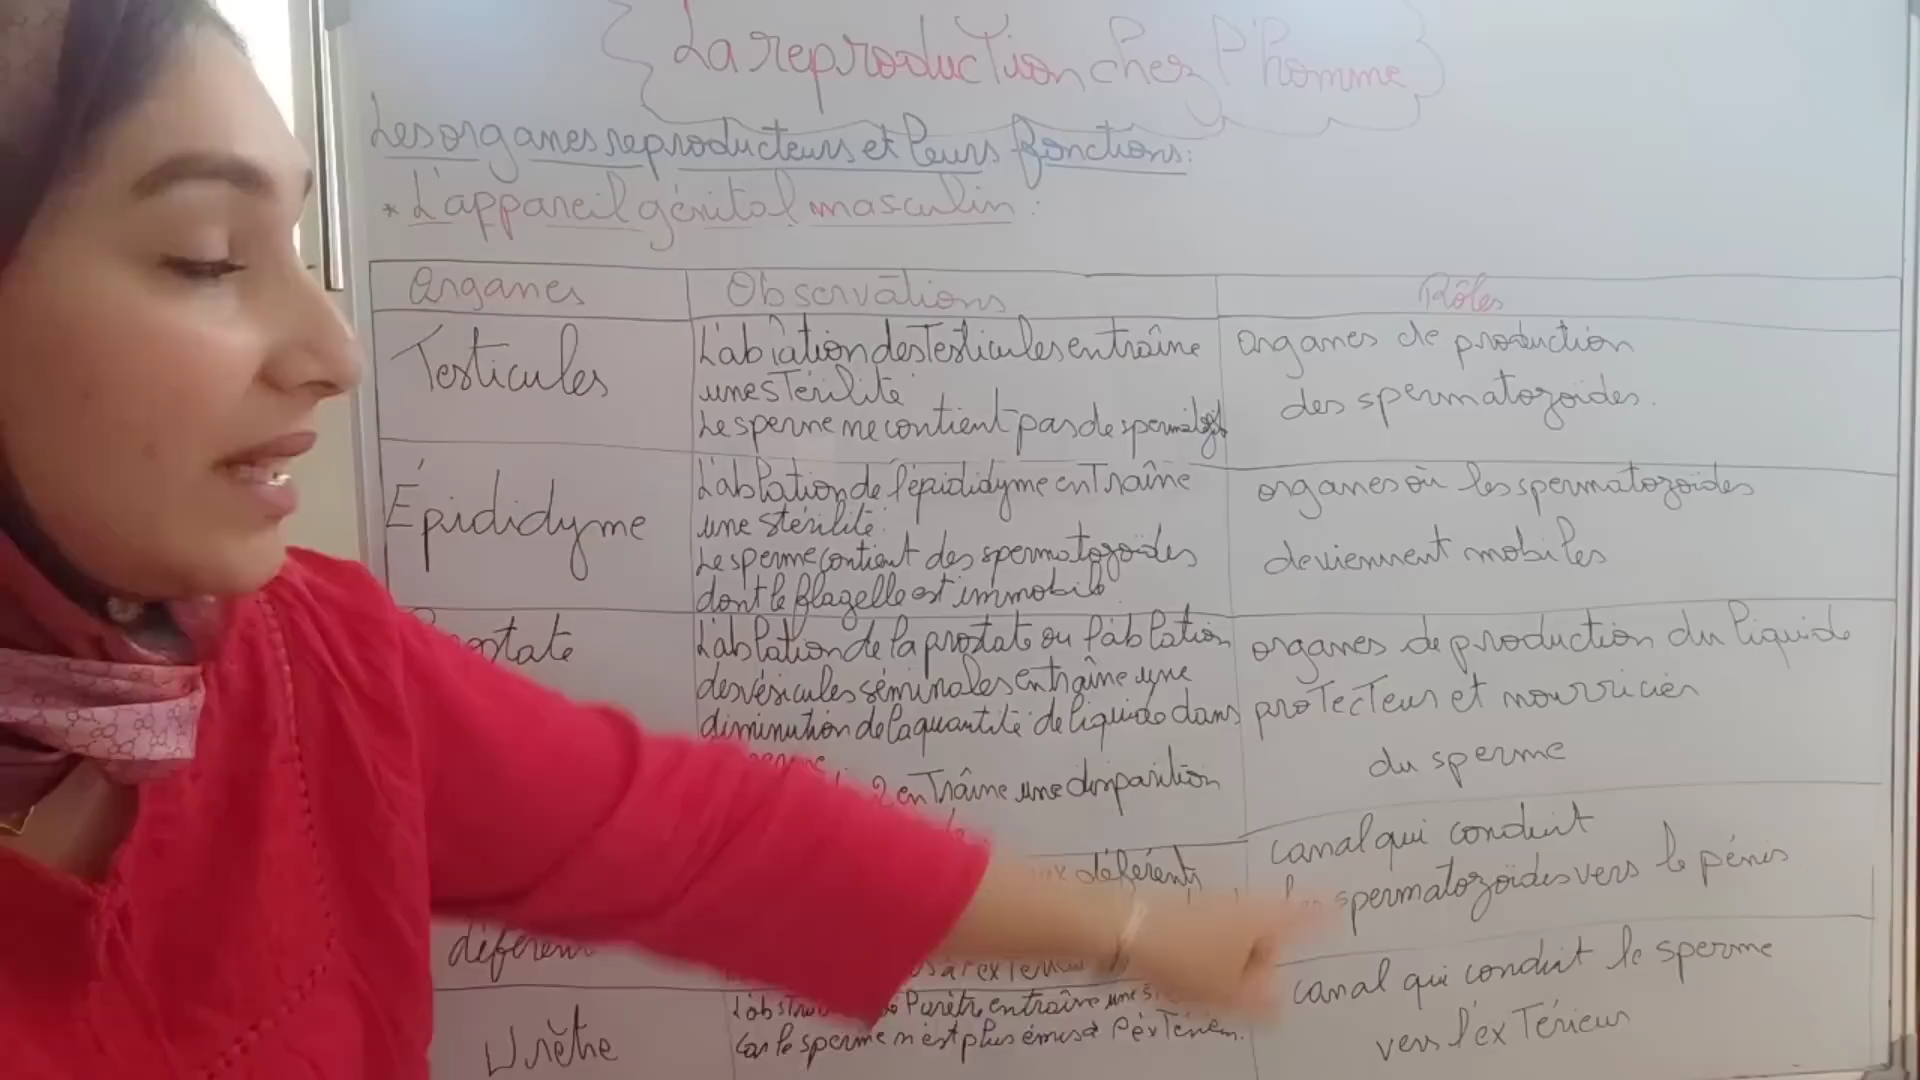 La reproduction chez l'homme
Les organes reproducteurs et leurs fonctions:
* L'appareil génital masculin:
Organes
Observations
Rôles
Testicules
L'ablation des Testicules entraîne
une stérilité
Le sperme ne contient pas de
organes de production
des spermatozoïdes.
Épididyme
L'ablation de l'épididyme entraîne
une stérilité.
Le sperme contient des spermatozoïdes
dont le flagelle est immobile
organes où les spermatozoïdes
deviennent mobiles
L'ablation de la prostate ou l'ablation
des vésicules séminales entraîne une
diminution de la quantité de liquide dans
2 entraîne une disparition
organes de production du liquide
protecteur et nourricier
du sperme
déférent
déférents
canal qui conduit
spermatozoïdes vers le pénis
Urètre
entraîne une
car le sperme n'est plus émis à l'extérieur.
canal qui conduit le sperme
vers l'extérieur